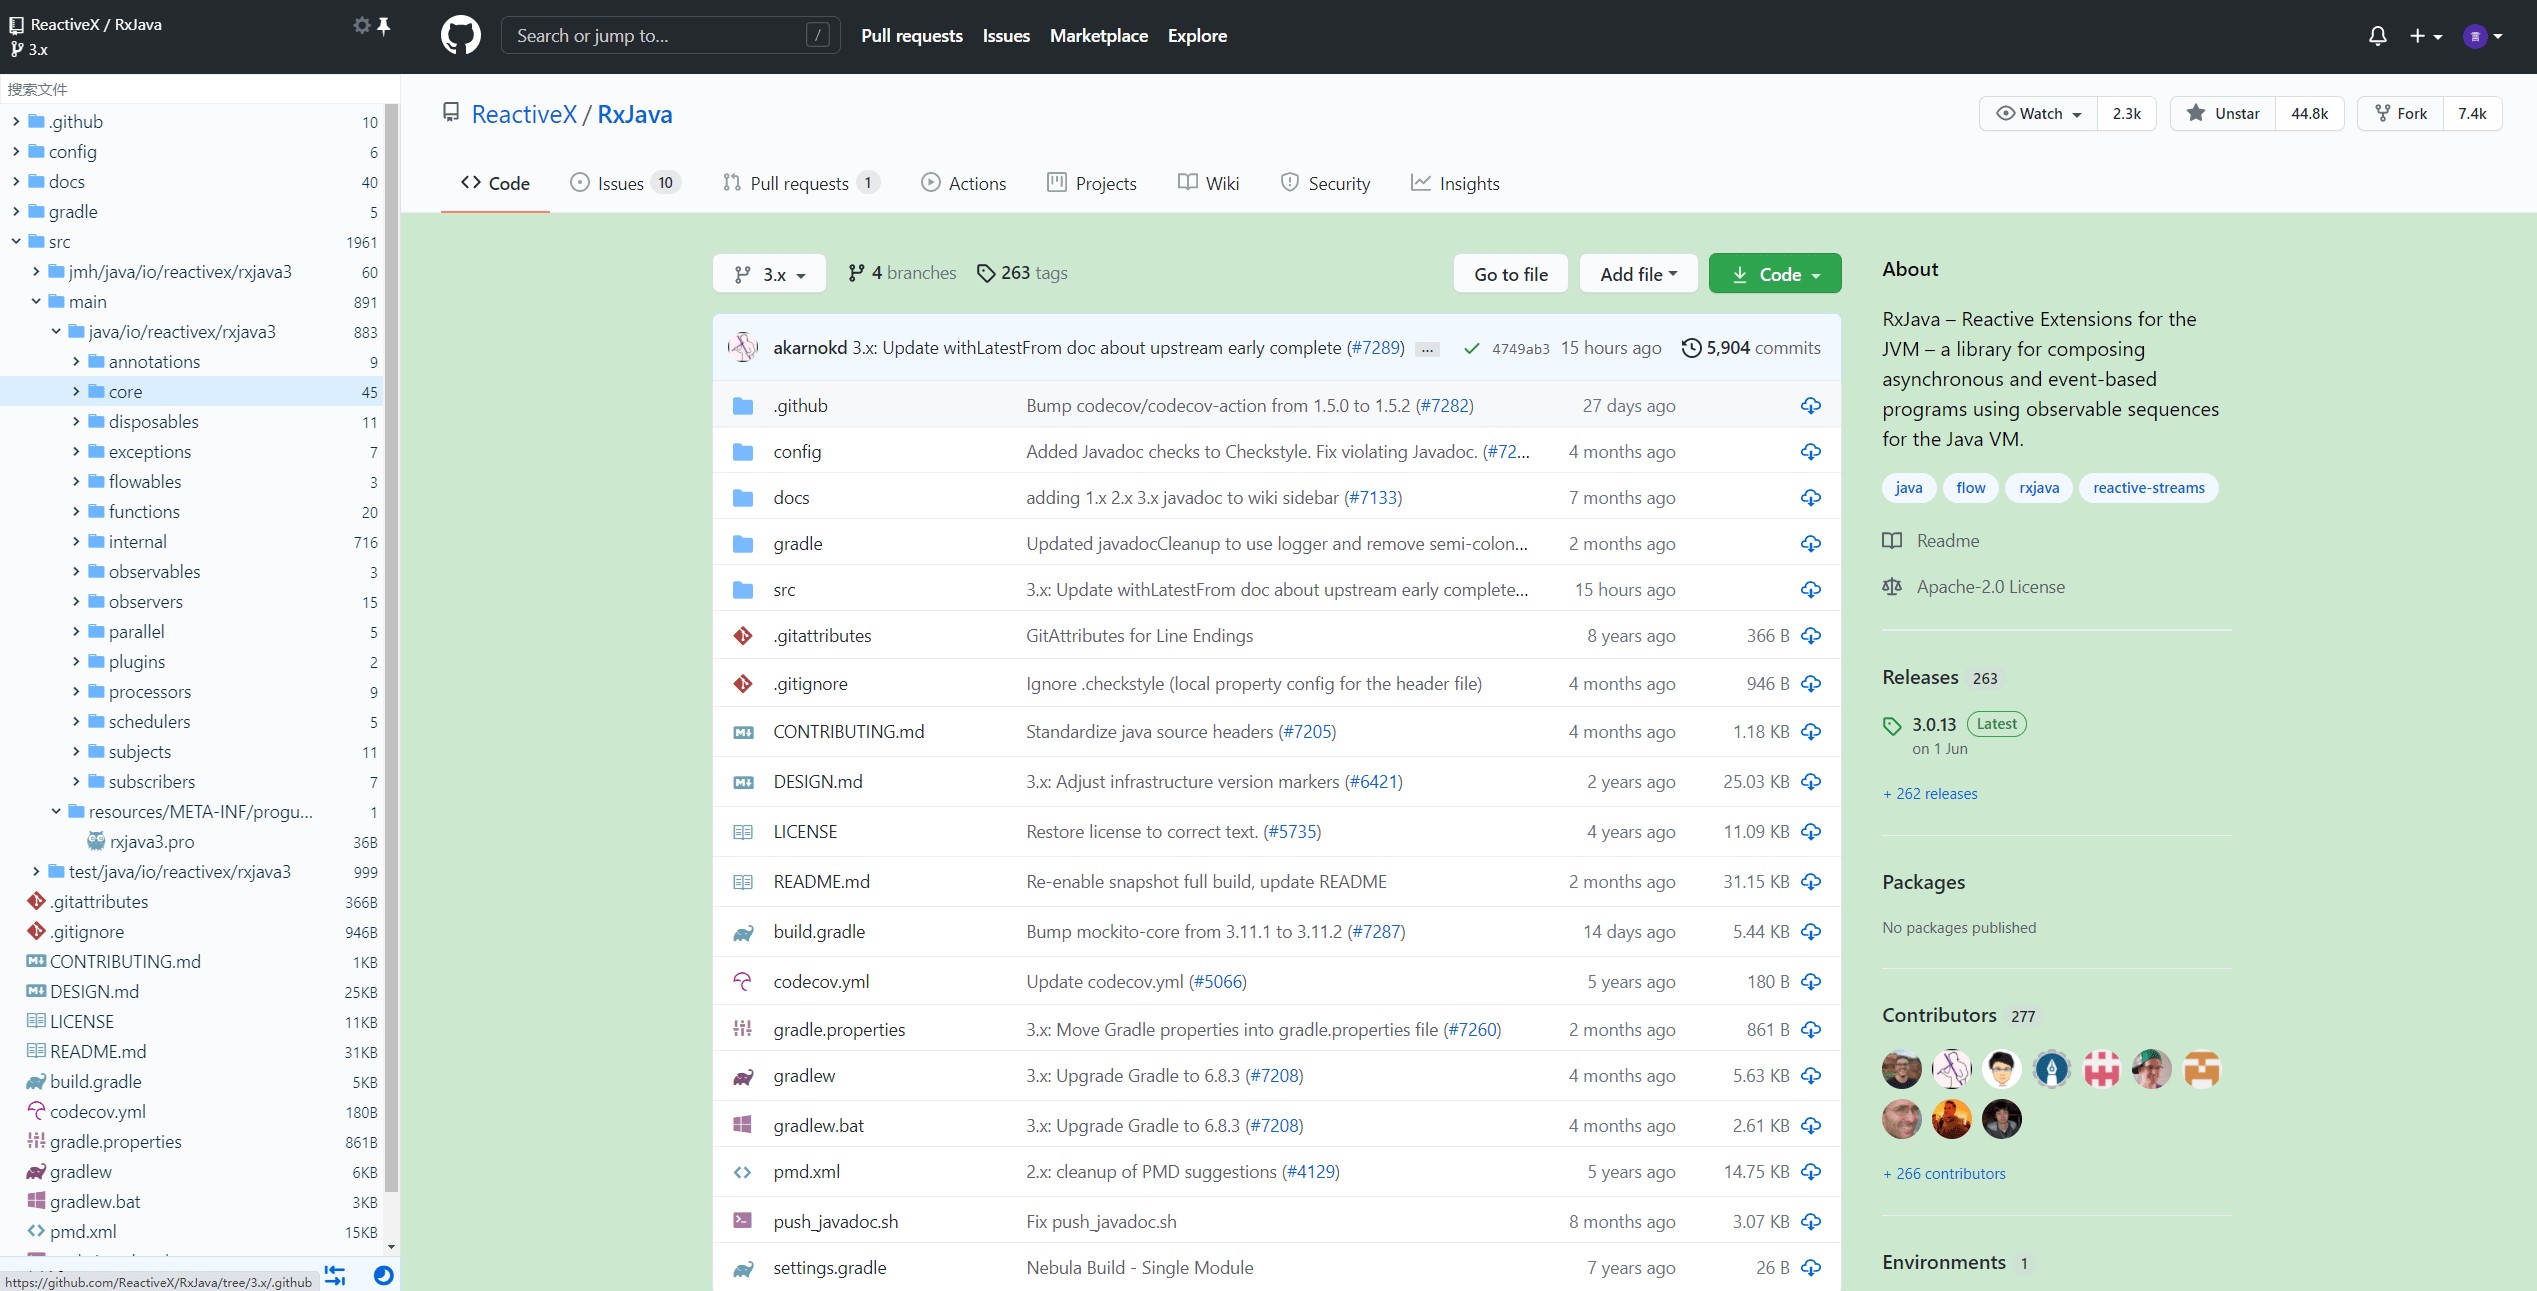 ReactiveX / RxJava
3.x
搜索文件
.github 10
config 6
docs 40
gradle 5
src 1961
jmh/java/io/reactivex/rxjava3 60
main 891
java/io/reactivex/rxjava3 883
annotations 9
core 45
disposables 11
exceptions 7
flowables 3
functions 20
internal 716
observables 3
observers 15
parallel 5
plugins 2
processors 9
schedulers 5
subjects 11
subscribers 7
resources/META-INF/progu... 1
rxjava3.pro 36B
test/java/io/reactivex/rxjava3 999
.gitattributes 366B
.gitignore 946B
CONTRIBUTING.md 1KB
DESIGN.md 25KB
LICENSE 11KB
README.md 31KB
build.gradle 5KB
codecov.yml 180B
gradle.properties 861B
gradlew 6KB
gradlew.bat 3KB
pmd.xml 15KB
https://github.com/ReactiveX/RxJava/tree/3.x/.github
Search or jump to... /
Pull requests Issues Marketplace Explore
言
ReactiveX / RxJava
Watch 2.3k Unstar 44.8k Fork 7.4k
Code Issues 10 Pull requests 1 Actions Projects Wiki Security Insights
3.x 4 branches 263 tags Go to file Add file Code
akarnokd 3.x: Update withLatestFrom doc about upstream early complete (#7289) ... 4749ab3 15 hours ago 5,904 commits
.github Bump codecov/codecov-action from 1.5.0 to 1.5.2 (#7282) 27 days ago
config Added Javadoc checks to Checkstyle. Fix violating Javadoc. (#72... 4 months ago
docs adding 1.x 2.x 3.x javadoc to wiki sidebar (#7133) 7 months ago
gradle Updated javadocCleanup to use logger and remove semi-colon... 2 months ago
src 3.x: Update withLatestFrom doc about upstream early complete... 15 hours ago
.gitattributes GitAttributes for Line Endings 8 years ago 366 B
.gitignore Ignore .checkstyle (local property config for the header file) 4 months ago 946 B
CONTRIBUTING.md Standardize java source headers (#7205) 4 months ago 1.18 KB
DESIGN.md 3.x: Adjust infrastructure version markers (#6421) 2 years ago 25.03 KB
LICENSE Restore license to correct text. (#5735) 4 years ago 11.09 KB
README.md Re-enable snapshot full build, update README 2 months ago 31.15 KB
build.gradle Bump mockito-core from 3.11.1 to 3.11.2 (#7287) 14 days ago 5.44 KB
codecov.yml Update codecov.yml (#5066) 5 years ago 180 B
gradle.properties 3.x: Move Gradle properties into gradle.properties file (#7260) 2 months ago 861 B
gradlew 3.x: Upgrade Gradle to 6.8.3 (#7208) 4 months ago 5.63 KB
gradlew.bat 3.x: Upgrade Gradle to 6.8.3 (#7208) 4 months ago 2.61 KB
pmd.xml 2.x: cleanup of PMD suggestions (#4129) 5 years ago 14.75 KB
push_javadoc.sh Fix push_javadoc.sh 8 months ago 3.07 KB
settings.gradle Nebula Build - Single Module 7 years ago 26 B
About
RxJava – Reactive Extensions for the
JVM – a library for composing
asynchronous and event-based
programs using observable sequences
for the Java VM.
java flow rxjava reactive-streams
Readme
Apache-2.0 License
Releases 263
3.0.13 Latest
on 1 Jun
+ 262 releases
Packages
No packages published
Contributors 277
+ 266 contributors
Environments 1